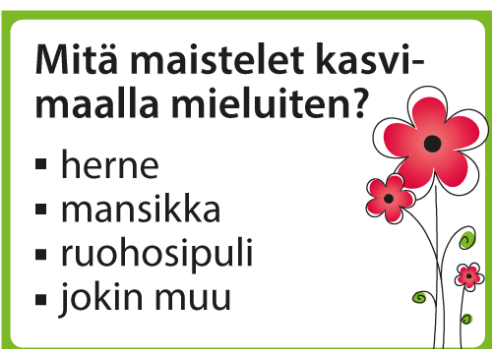 Mitä maistelet kasvi-
maalla mieluiten?
▪ herne
▪ mansikka
▪ ruohosipuli
▪ jokin muu